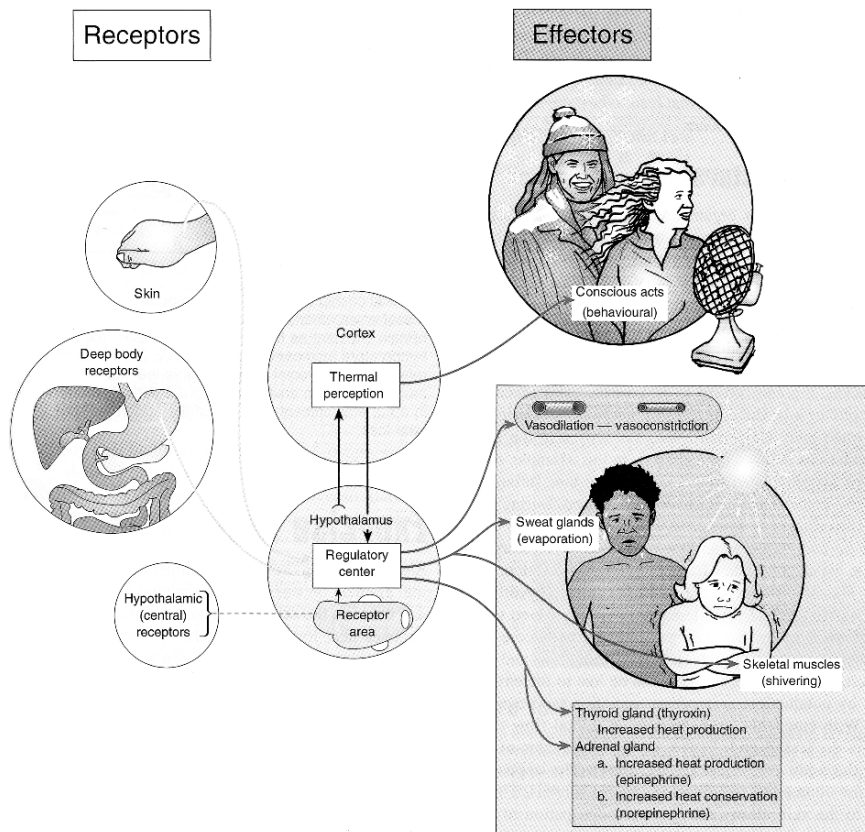 Receptors
Effectors
Skin
Deep body
receptors
Hypothalamic
(central)
receptors
Cortex
Thermal
perception
Hypothalamus
Regulatory
center
Receptor
area
Conscious acts
(behavioural)
Vasodilation — vasoconstriction
Sweat glands
(evaporation)
Skeletal muscles
(shivering)
Thyroid gland (thyroxin)
Increased heat production
Adrenal gland
a. Increased heat production
(epinephrine)
b. Increased heat conservation
(norepinephrine)